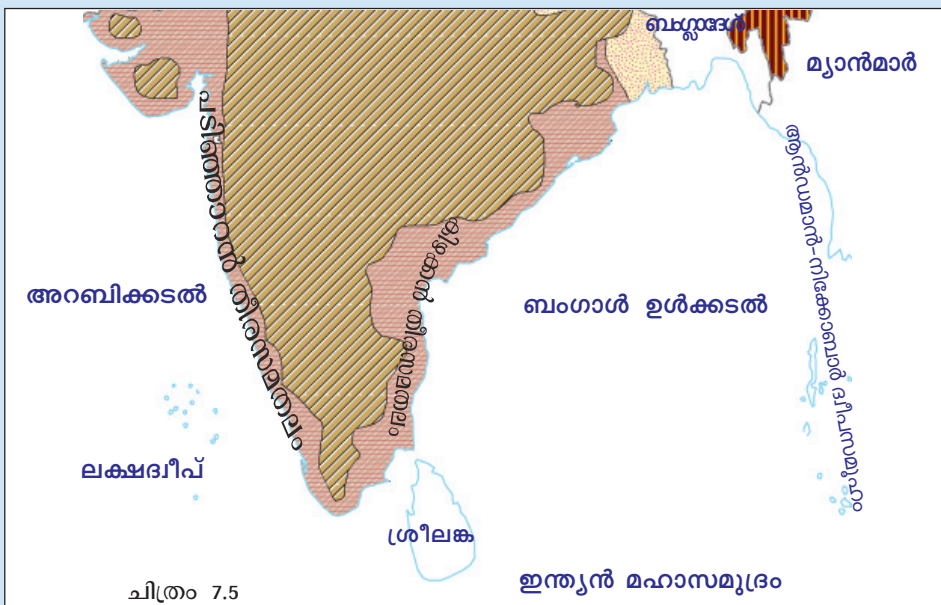 ബംഗ്ലാദേശ്
മ്യാൻമാർ
പടിഞ്ഞാറൻ തീരസമതലം
കിഴക്കൻ തീരസമതലം
ആൻഡമാൻ-നിക്കോബാർ ദ്വീപസമൂഹം
അറബിക്കടൽ
ബംഗാൾ ഉൾക്കടൽ
ലക്ഷദ്വീപ്
ശ്രീലങ്ക
ഇന്ത്യൻ മഹാസമുദ്രം
ചിത്രം 7.5